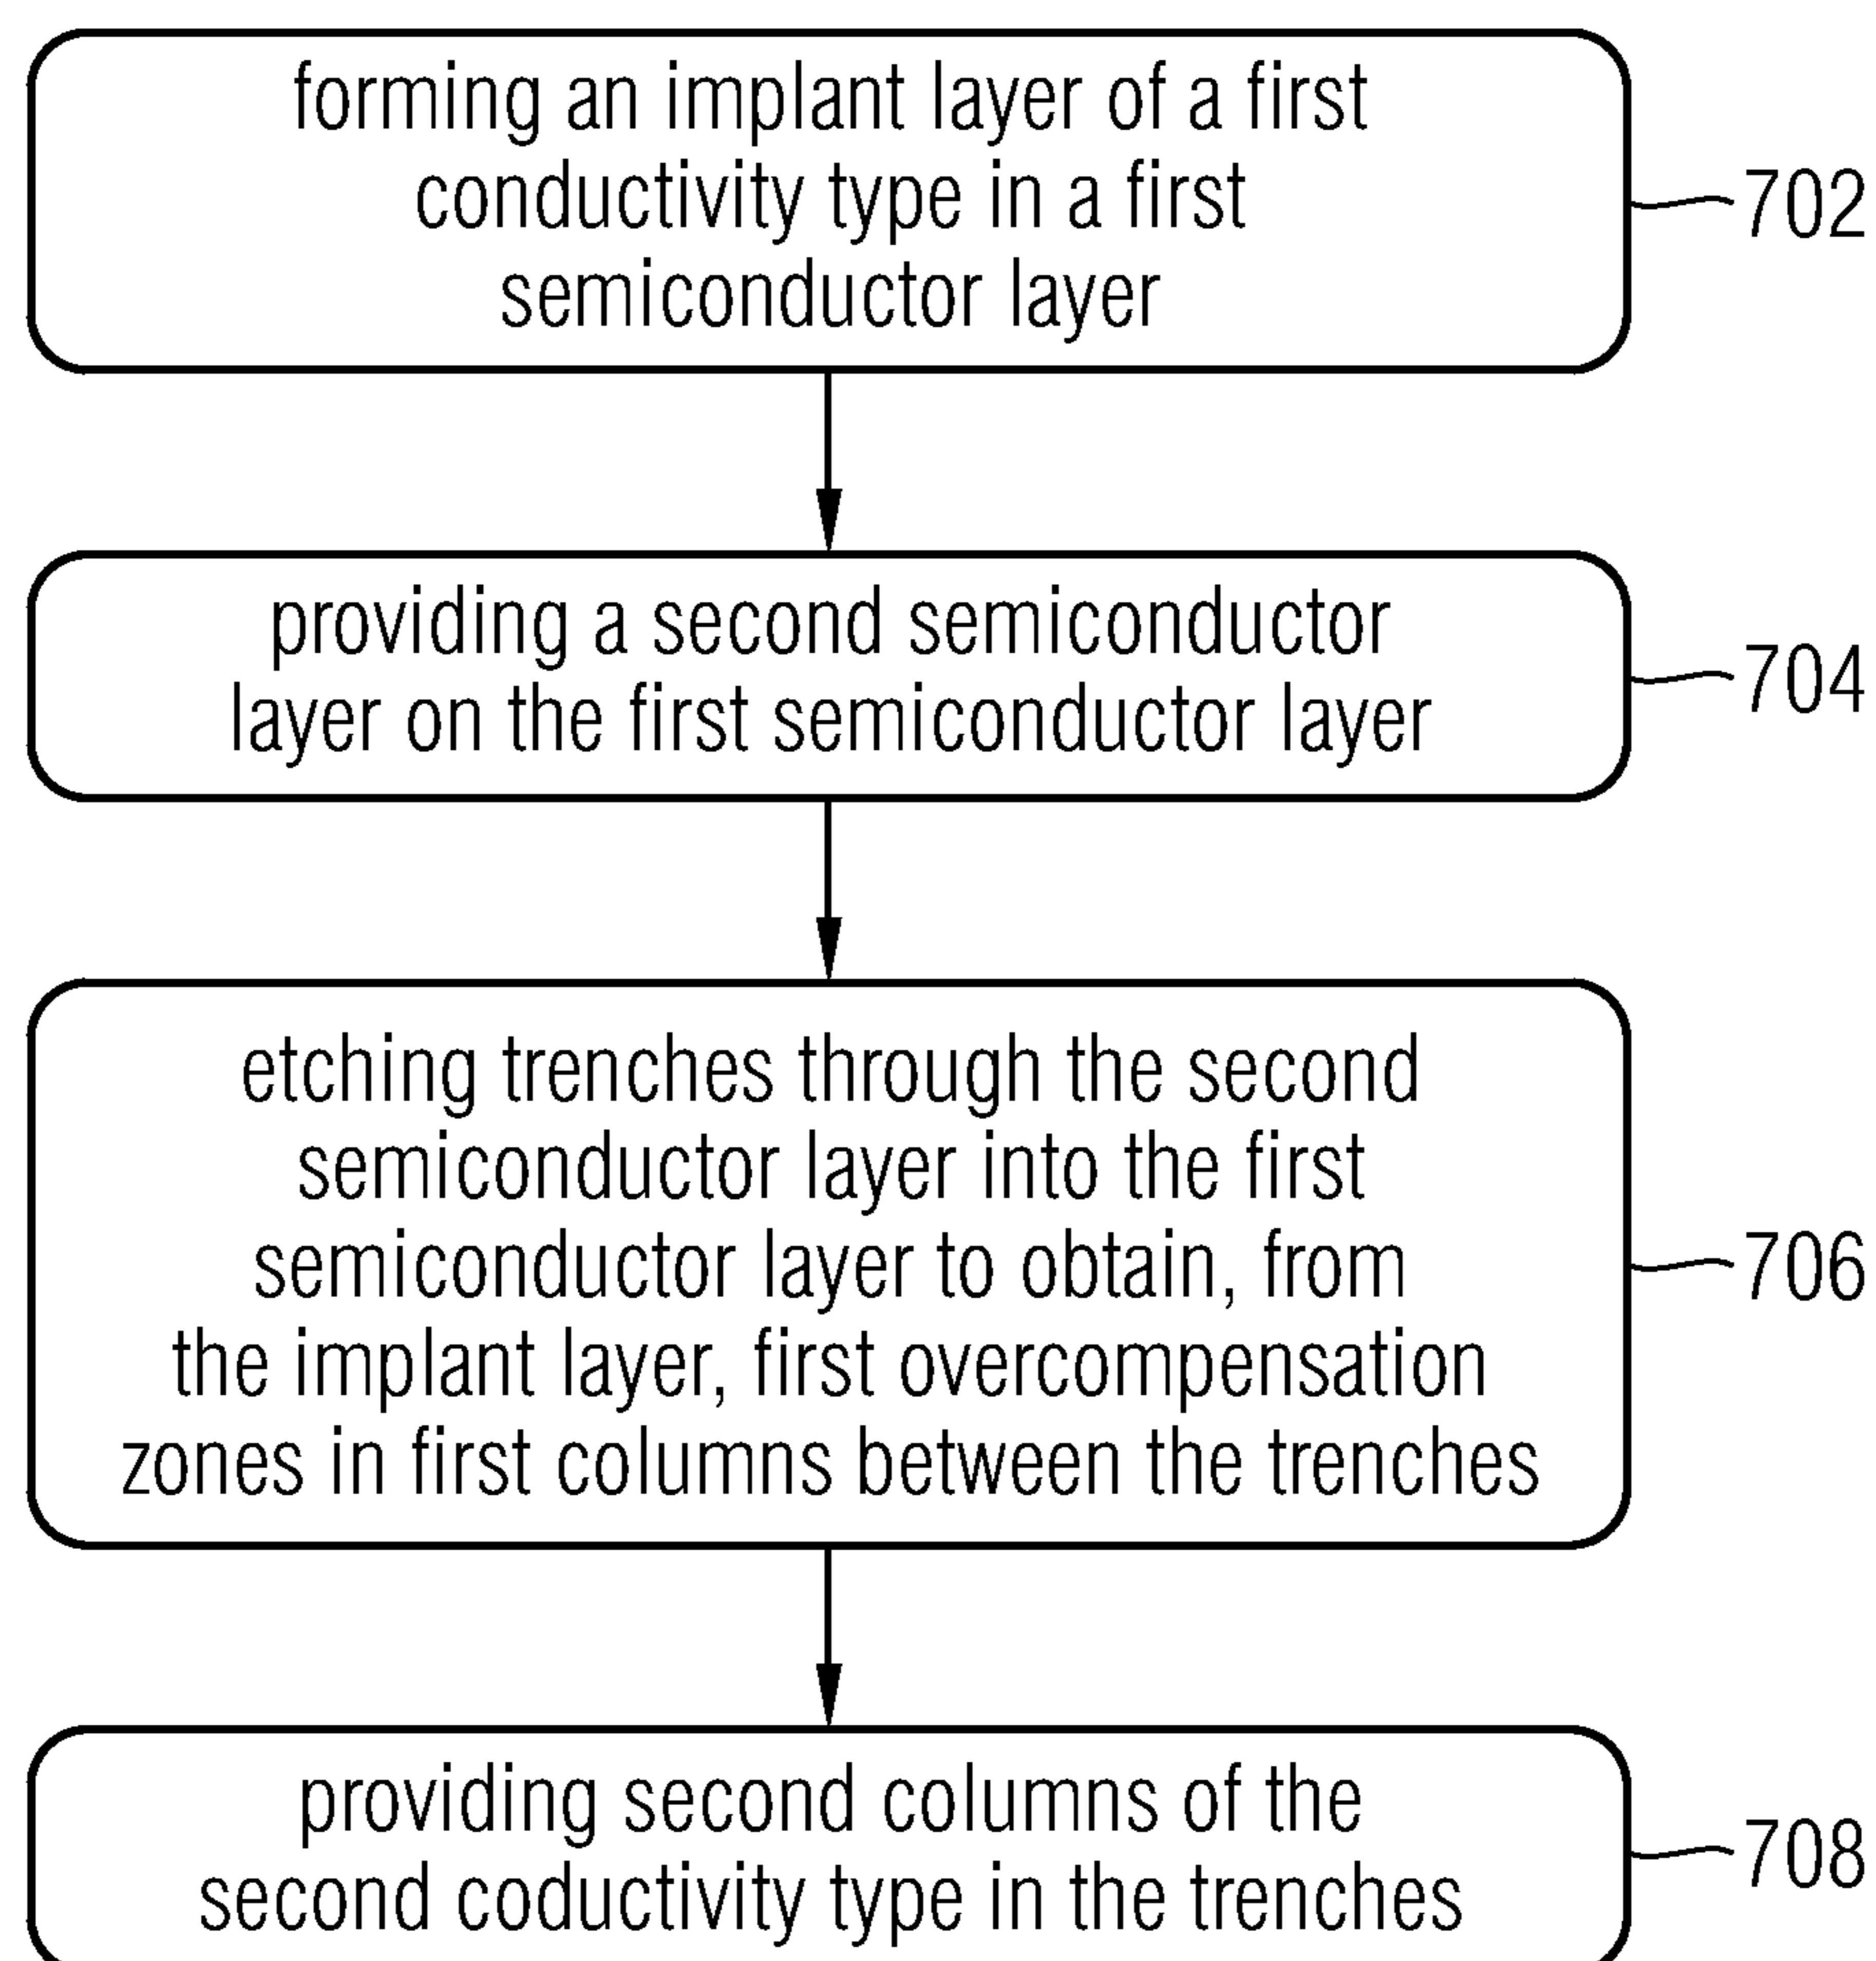 forming an implant layer of a first
conductivity type in a first
semiconductor layer
702
providing a second semiconductor
layer on the first semiconductor layer
704
etching trenches through the second
semiconductor layer into the first
semiconductor layer to obtain, from
the implant layer, first overcompensation
zones in first columns between the trenches
706
providing second columns of the
second coductivity type in the trenches
708